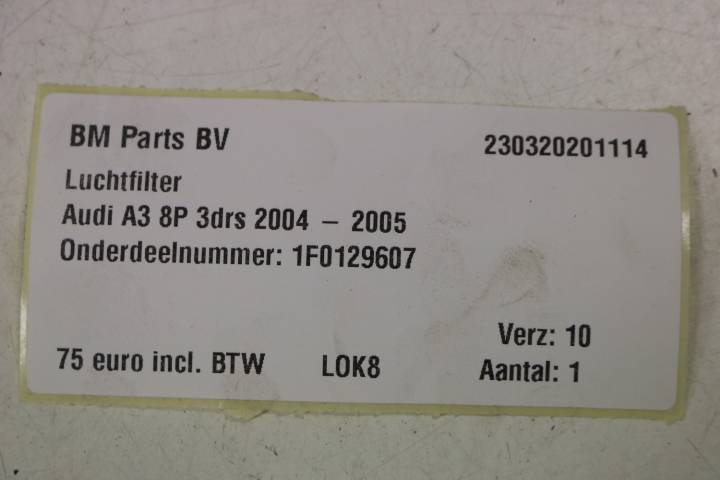 BM Parts BV 230320201114
Luchtfilter
Audi A3 8P 3drs 2004 – 2005
Onderdeelnummer: 1F0129607
Verz: 10
75 euro incl. BTW LOK8 Aantal: 1